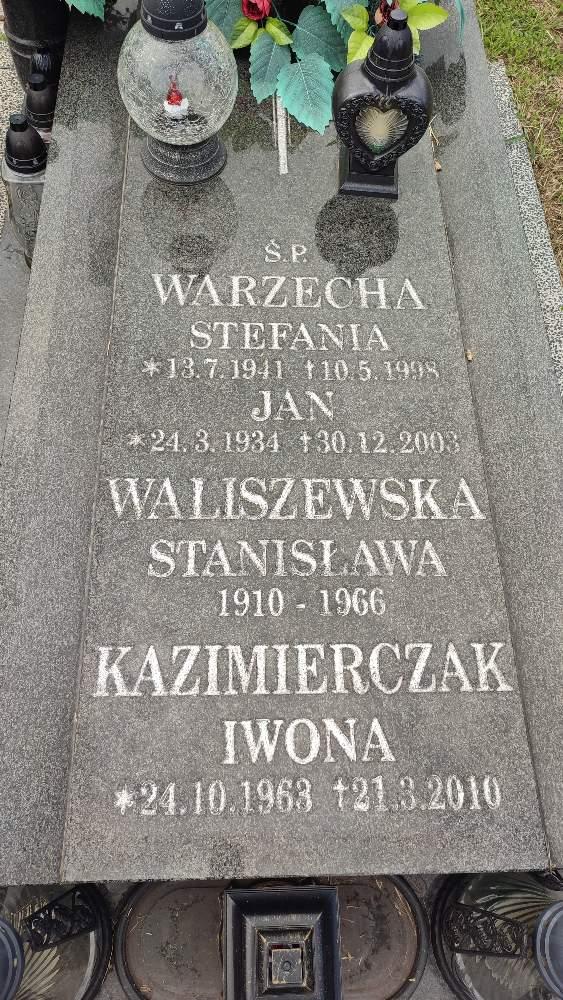 Ś.P.
WARZECHA
STEFANIA
*13.7.1941 †10.5.1998
JAN
*24.3.1934 †30.12.2003
WALISZEWSKA
STANISŁAWA
1910 - 1966
KAZIMIERCZAK
IWONA
*24.10.1963 †21.3.2010